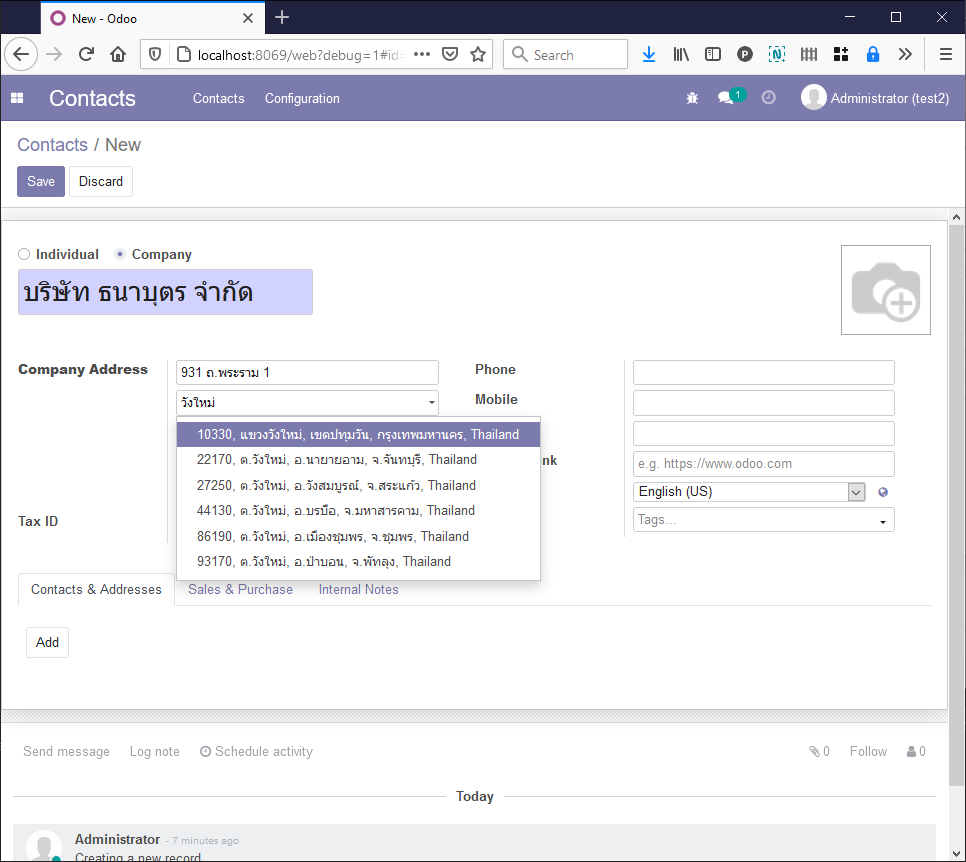 New - Odoo
localhost:8069/web?debug=1#id=
Search
Contacts Contacts Configuration 1 Administrator (test2)
Contacts / New
Save Discard
Individual Company
บริษัท ธนาบุตร จำกัด
Company Address 931 ถ.พระราม 1 Phone
วังใหม่ Mobile
10330, แขวงวังใหม่, เขตปทุมวัน, กรุงเทพมหานคร, Thailand
22170, ต.วังใหม่, อ.นายายอาม, จ.จันทบุรี, Thailand nk e.g. https://www.odoo.com
27250, ต.วังใหม่, อ.วังสมบูรณ์, จ.สระแก้ว, Thailand English (US)
44130, ต.วังใหม่, อ.บรบือ, จ.มหาสารคาม, Thailand
Tax ID Tags...
86190, ต.วังใหม่, อ.เมืองชุมพร, จ.ชุมพร, Thailand
93170, ต.วังใหม่, อ.ป่าบอน, จ.พัทลุง, Thailand
Contacts & Addresses Sales & Purchase Internal Notes
Add
Send message Log note Schedule activity 0 Follow 0
Today
Administrator - 7 minutes ago
Creating a new record